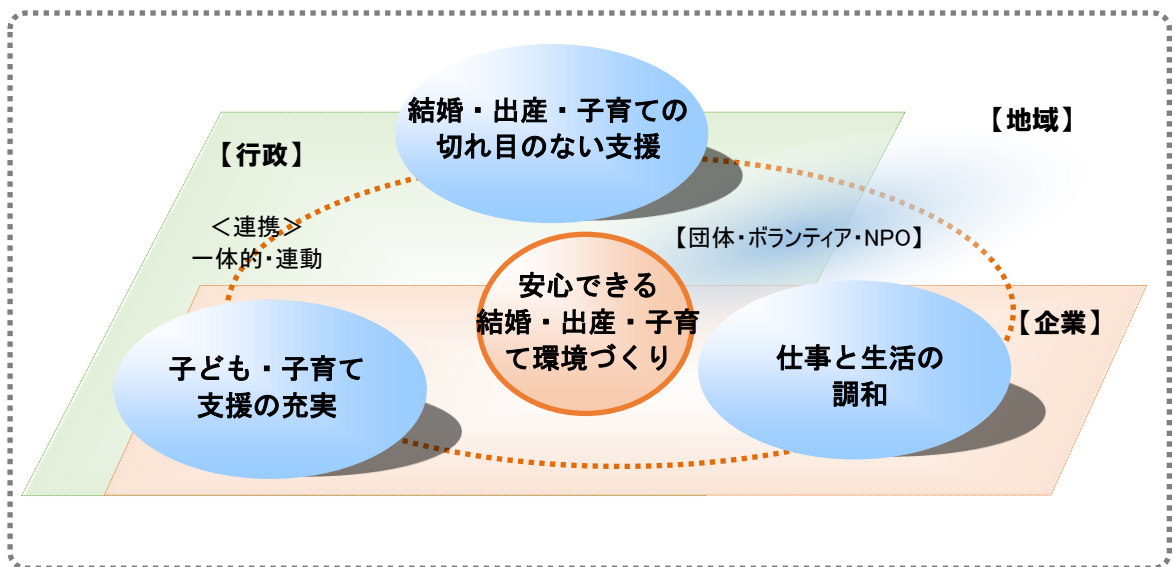 結婚・出産・子育ての
切れ目のない支援
【地域】
【行政】
＜連携＞
一体的・連動
【団体・ボランティア・NPO】
安心できる
結婚・出産・子育
て環境づくり
【企業】
子ども・子育て
支援の充実
仕事と生活の
調和